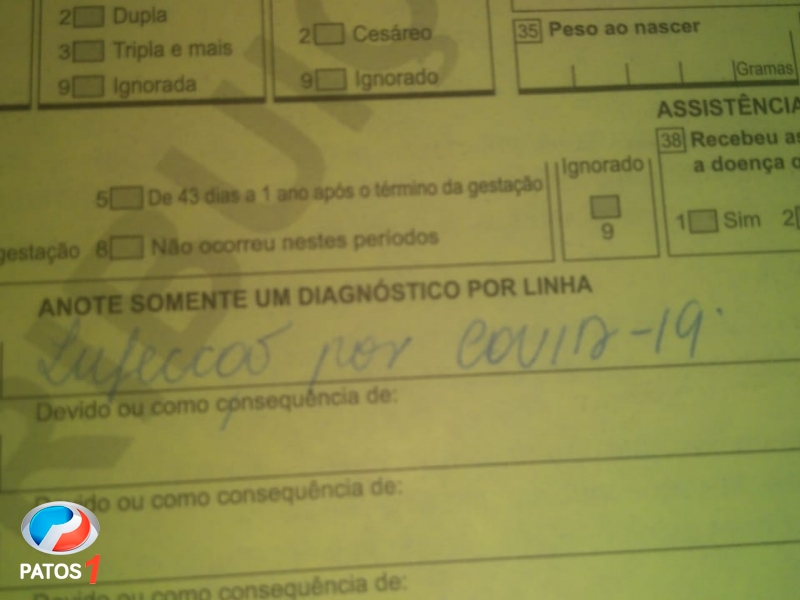 2 Dupla
3 Tripla e mais
9 Ignorada
2 Cesáreo
9 Ignorado
35 Peso ao nascer
Gramas
ASSISTÊNCIA
38 Recebeu as
a doença o
1 Sim 2
Ignorado
9
5 De 43 dias a 1 ano após o término da gestação
gestação 8 Não ocorreu nestes períodos
ANOTE SOMENTE UM DIAGNÓSTICO POR LINHA
Infecção por COVID-19.
Devido ou como consequência de:
Devido ou como consequência de:
Devido ou como consequência de:
PATOS 1